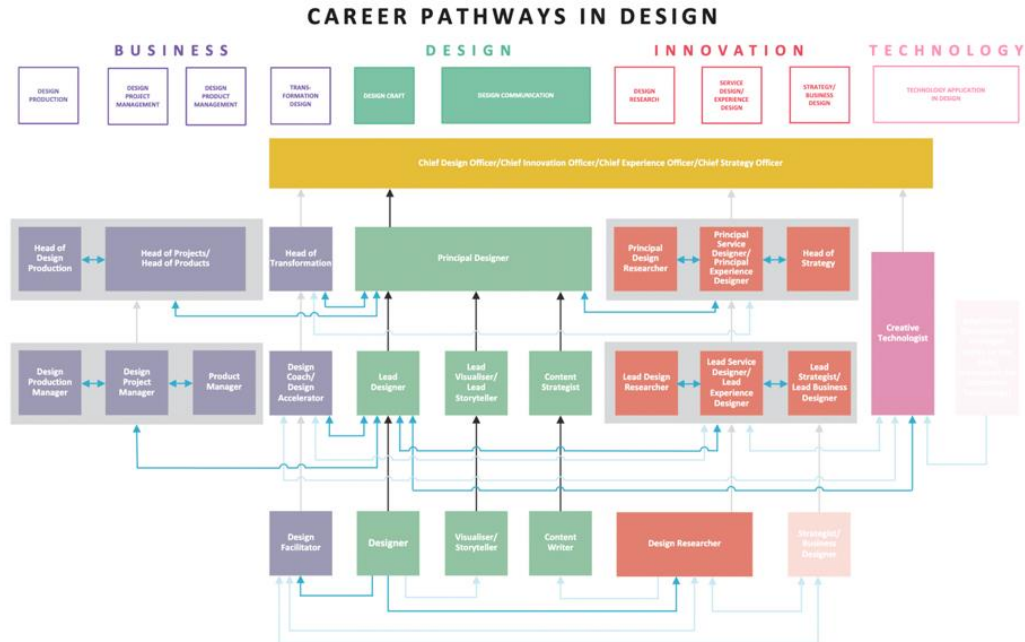 CAREER PATHWAYS IN DESIGN
BUSINESS
DESIGN
INNOVATION
TECHNOLOGY
DESIGN
PRODUCTION
DESIGN
PROJECT
MANAGEMENT
DESIGN
PRODUCT
MANAGEMENT
TRANS-
FORMATION
DESIGN
DESIGN CRAFT
DESIGN COMMUNICATION
DESIGN
RESEARCH
SERVICE
DESIGN/
EXPERIENCE
DESIGN
STRATEGY/
BUSINESS
DESIGN
TECHNOLOGY APPLICATION
IN DESIGN
Chief Design Officer/Chief Innovation Officer/Chief Experience Officer/Chief Strategy Officer
Head of
Design
Production
Head of Projects/
Head of Products
Head of
Transformation
Principal Designer
Principal
Design
Researcher
Principal
Service
Designer/
Principal
Experience
Designer
Head of
Strategy
Creative
Technologist
Design
Production
Manager
Design
Project
Manager
Product
Manager
Design
Coach/
Design
Accelerator
Lead
Designer
Lead
Visualiser/
Lead
Storyteller
Content
Strategist
Lead Design
Researcher
Lead Service
Designer/
Lead
Experience
Designer
Lead
Strategist/
Lead Business
Designer
Design
Facilitator
Designer
Visualiser/
Storyteller
Content
Writer
Design Researcher
Strategist/
Business
Designer